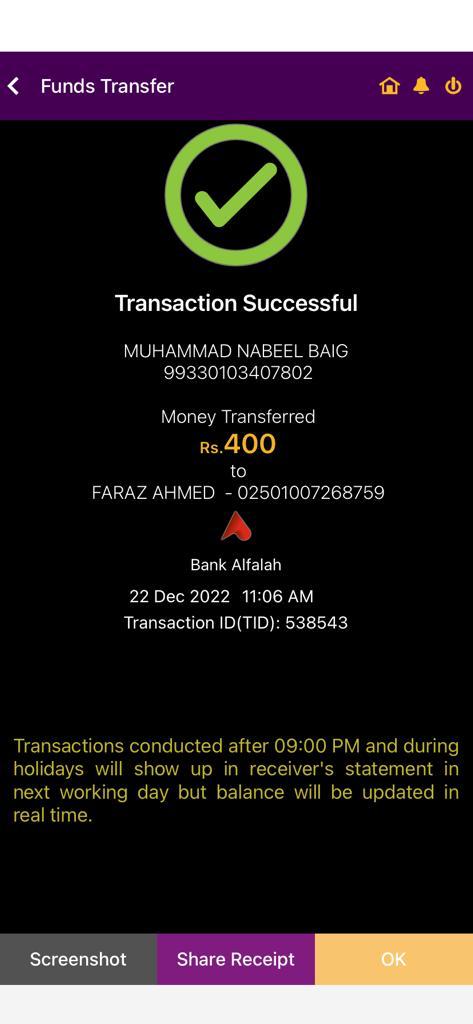 Funds Transfer
Transaction Successful
MUHAMMAD NABEEL BAIG
99330103407802
Money Transferred
Rs.400
to
FARAZ AHMED - 02501007268759
Bank Alfalah
22 Dec 2022 11:06 AM
Transaction ID(TID): 538543
Transactions conducted after 09:00 PM and during
holidays will show up in receiver's statement in
next working day but balance will be updated in
real time.
Screenshot
Share Receipt
OK